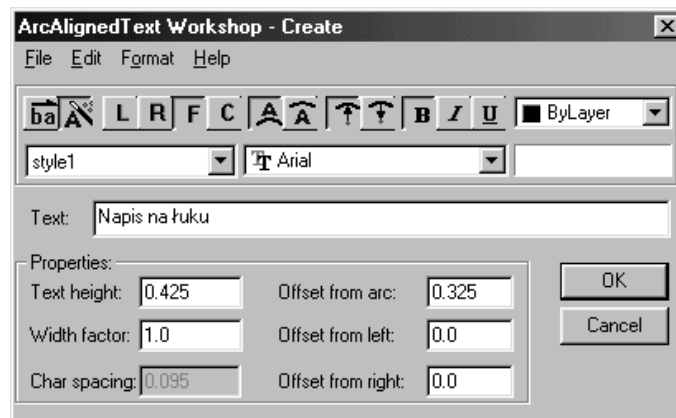 ArcAlignedText Workshop - Create
File Edit Format Help
ba A L R F C A A B I U ByLayer
style1 Arial
Text: Napis na łuku
Properties:
Text height: 0.425 Offset from arc: 0.325 OK
Width factor: 1.0 Offset from left: 0.0 Cancel
Char spacing: 0.095 Offset from right: 0.0